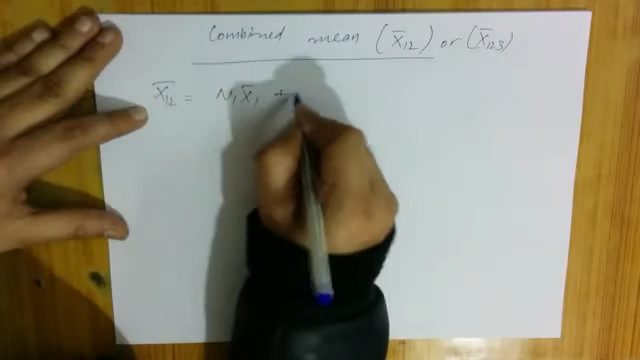 Combined mean (X̄₁₂) or (X̄₁₂₃)
X̄₁₂ = N₁X̄₁ +